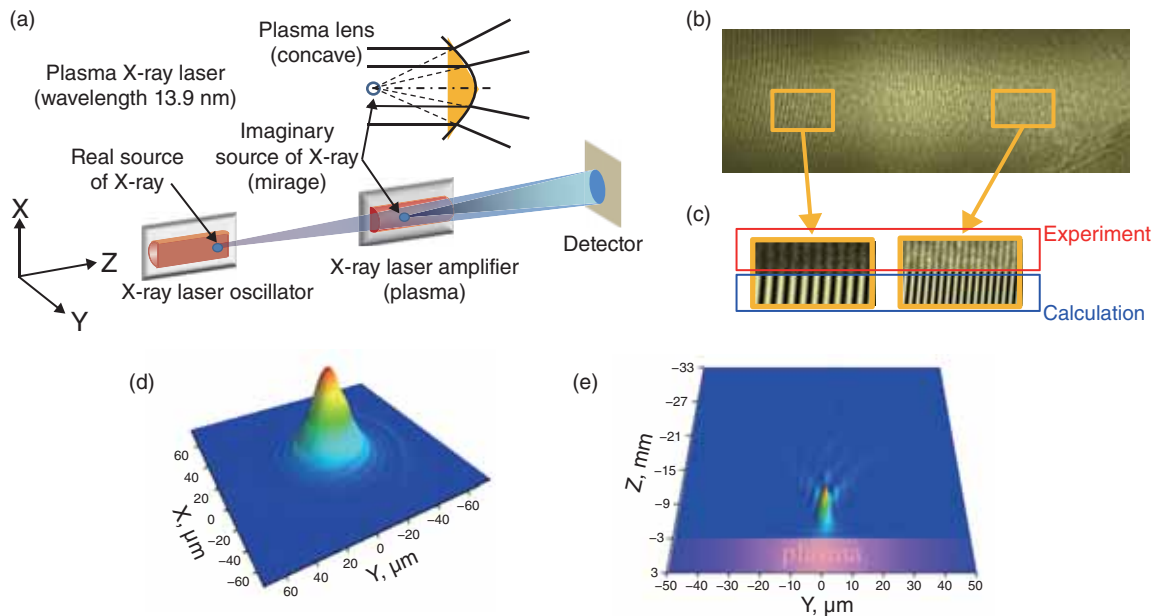 (a)
Plasma lens
(concave)
Plasma X-ray laser
(wavelength 13.9 nm)
Imaginary
source of X-ray
(mirage)
Real source
of X-ray
X
Z
Y
X-ray laser oscillator
X-ray laser amplifier
(plasma)
Detector
(b)
(c)
Experiment
Calculation
(d)
60
40
20
0
−20
−40
−60
X, μm
60
40
20
0
−20
−40
−60
Y, μm
(e)
−33
−27
−21
−15
−9
−3
3
Z, mm
plasma
−50 −40 −30 −20 −10 0 10 20 30 40 50
Y, μm